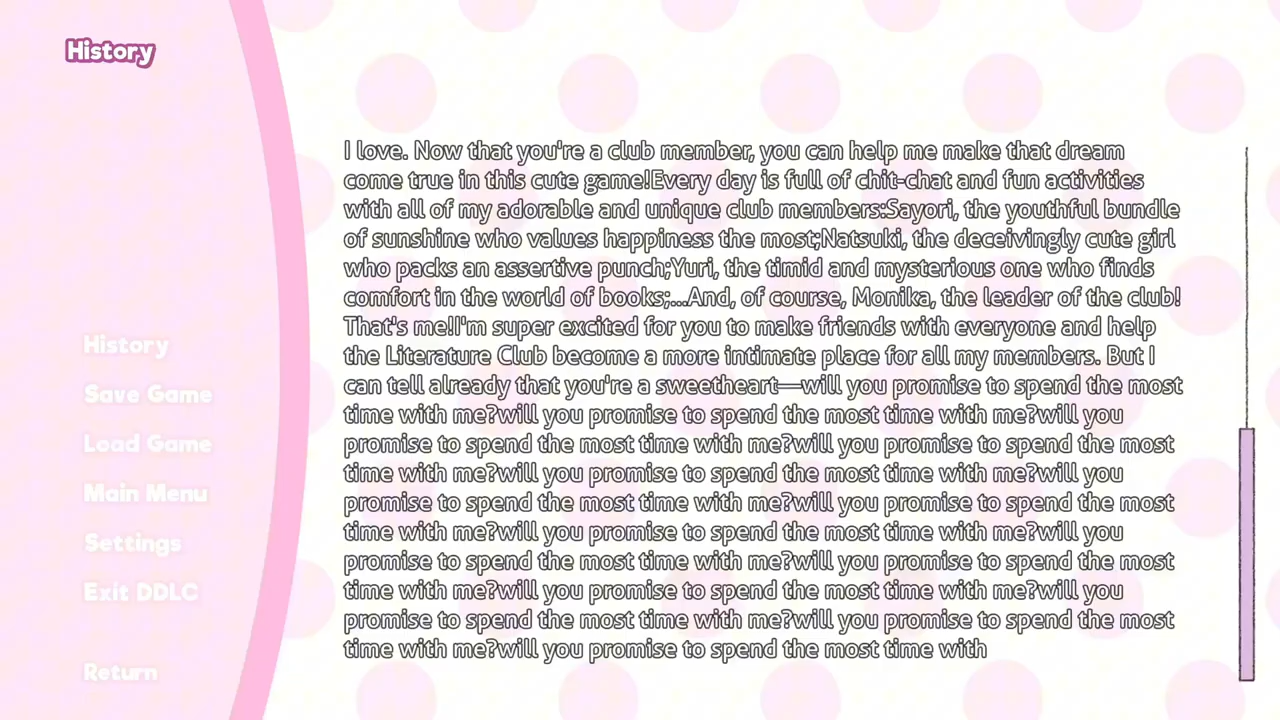 History
I love. Now that you're a club member, you can help me make that dream
come true in this cute game!Every day is full of chit-chat and fun activities
with all of my adorable and unique club members:Sayori, the youthful bundle
of sunshine who values happiness the most;Natsuki, the deceivingly cute girl
who packs an assertive punch;Yuri, the timid and mysterious one who finds
comfort in the world of books;...And, of course, Monika, the leader of the club!
That's me!I'm super excited for you to make friends with everyone and help
the Literature Club become a more intimate place for all my members. But I
can tell already that you're a sweetheart—will you promise to spend the most
time with me?will you promise to spend the most time with me?will you
promise to spend the most time with me?will you promise to spend the most
time with me?will you promise to spend the most time with me?will you
promise to spend the most time with me?will you promise to spend the most
time with me?will you promise to spend the most time with me?will you
promise to spend the most time with me?will you promise to spend the most
time with me?will you promise to spend the most time with me?will you
promise to spend the most time with me?will you promise to spend the most
time with me?will you promise to spend the most time with
History
Save Game
Load Game
Main Menu
Settings
Exit DDLC
Return